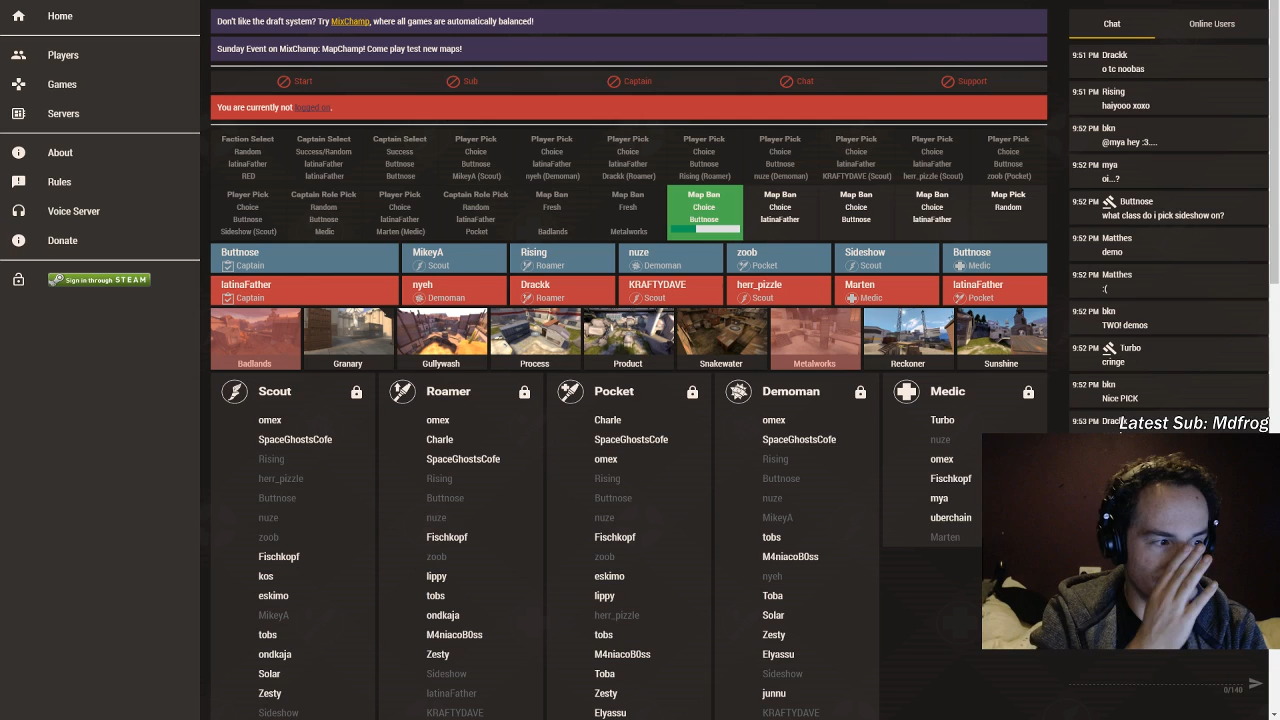 Home
Players
Games
Servers
About
Rules
Voice Server
Donate
Sign in through STEAM
Don't like the draft system? Try MixChamp, where all games are automatically balanced!
Sunday Event on MixChamp: MapChamp! Come play test new maps!
Start Sub Captain Chat Support
You are currently not logged on.
Faction Select Captain Select Captain Select Player Pick Player Pick Player Pick Player Pick Player Pick Player Pick Player Pick Player Pick
Random Success/Random Success Choice Choice Choice Choice Choice Choice Choice Choice
latinaFather latinaFather Buttnose Buttnose latinaFather latinaFather Buttnose Buttnose latinaFather latinaFather Buttnose
RED latinaFather Buttnose MikeyA (Scout) nyeh (Demoman) Drackk (Roamer) Rising (Roamer) nuze (Demoman) KRAFTYDAVE (Scout) herr_pizzle (Scout) zoob (Pocket)
Player Pick Captain Role Pick Player Pick Captain Role Pick Map Ban Map Ban Map Ban Map Ban Map Ban Map Ban Map Pick
Choice Random Choice Random Fresh Fresh Choice Choice Choice Choice Random
Buttnose Buttnose latinaFather latinaFather Buttnose latinaFather Buttnose latinaFather
Sideshow (Scout) Medic Marten (Medic) Pocket Badlands Metalworks
Buttnose MikeyA Rising nuze zoob Sideshow Buttnose
Captain Scout Roamer Demoman Pocket Scout Medic
latinaFather nyeh Drackk KRAFTYDAVE herr_pizzle Marten latinaFather
Captain Demoman Roamer Scout Scout Medic Pocket
Badlands Granary Gullywash Process Product Snakewater Metalworks Reckoner Sunshine
Scout
omex
SpaceGhostsCofe
Rising
herr_pizzle
Buttnose
nuze
zoob
Fischkopf
kos
eskimo
MikeyA
tobs
ondkaja
Solar
Zesty
Sideshow
Roamer
omex
Charle
SpaceGhostsCofe
Rising
Buttnose
nuze
Fischkopf
zoob
lippy
tobs
ondkaja
M4niacoB0SS
Zesty
Sideshow
latinaFather
KRAFTYDAVE
Pocket
Charle
SpaceGhostsCofe
omex
Rising
Buttnose
nuze
Fischkopf
zoob
eskimo
lippy
herr_pizzle
tobs
M4niacoB0SS
Toba
Zesty
Elyassu
Demoman
omex
SpaceGhostsCofe
Rising
Buttnose
nuze
MikeyA
tobs
M4niacoB0SS
nyeh
Toba
Solar
Zesty
Elyassu
Sideshow
junnu
KRAFTYDAVE
Medic
Turbo
nuze
omex
Fischkopf
mya
uberchain
Marten
Chat Online Users
9:51 PM Drackk
o tc noobas
9:51 PM Rising
haiyooo xoxo
9:52 PM bkn
@mya hey :3....
9:52 PM mya
oi...?
9:52 PM Buttnose
what class do i pick sideshow on?
9:52 PM Matthes
demo
9:52 PM Matthes
:(
9:52 PM bkn
TWO! demos
9:52 PM Turbo
cringe
9:52 PM bkn
Nice PICK
9:53 PM
Latest Sub: Mdfrog
0/140